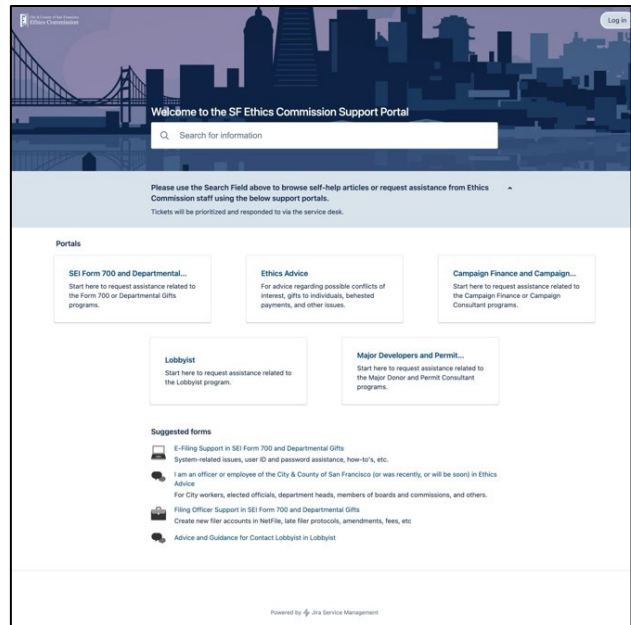 City & County of San Francisco
Ethics Commission
Log in
Welcome to the SF Ethics Commission Support Portal
Search for information
Please use the Search Field above to browse self-help articles or request assistance from Ethics
Commission staff using the below support portals.
Tickets will be prioritized and responded to via the service desk.
Portals
SEI Form 700 and Departmental...
Start here to request assistance related to
the Form 700 or Departmental Gifts
programs.
Ethics Advice
For advice regarding possible conflicts of
interest, gifts to individuals, behested
payments, and other issues.
Campaign Finance and Campaign...
Start here to request assistance related to
the Campaign Finance or Campaign
Consultant programs.
Lobbyist
Start here to request assistance related to
the Lobbyist program.
Major Developers and Permit...
Start here to request assistance related to
the Major Donor and Permit Consultant
programs.
Suggested forms
E-Filing Support in SEI Form 700 and Departmental Gifts
System-related issues, user ID and password assistance, how-to's, etc.
I am an officer or employee of the City & County of San Francisco (or was recently, or will be soon) in Ethics
Advice
For City workers, elected officials, department heads, members of boards and commissions, and others.
Filing Officer Support in SEI Form 700 and Departmental Gifts
Create new filer accounts in NetFile, late filer protocols, amendments, fees, etc
Advice and Guidance for Contact Lobbyist in Lobbyist
Powered by Jira Service Management